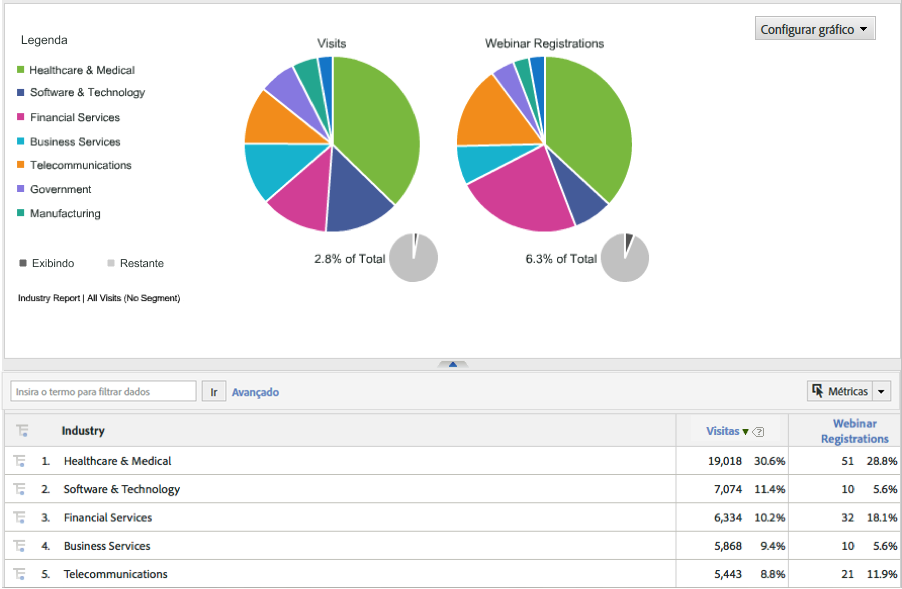 Configurar gráfico
Legenda
Visits
Webinar Registrations
Healthcare & Medical
Software & Technology
Financial Services
Business Services
Telecommunications
Government
Manufacturing
Exibindo
Restante
2.8% of Total
6.3% of Total
Industry Report | All Visits (No Segment)
Insira o termo para filtrar dados
Ir
Avançado
Métricas
Industry
Visitas
Webinar
Registrations
1. Healthcare & Medical 19,018 30.6% 51 28.8%
2. Software & Technology 7,074 11.4% 10 5.6%
3. Financial Services 6,334 10.2% 32 18.1%
4. Business Services 5,868 9.4% 10 5.6%
5. Telecommunications 5,443 8.8% 21 11.9%